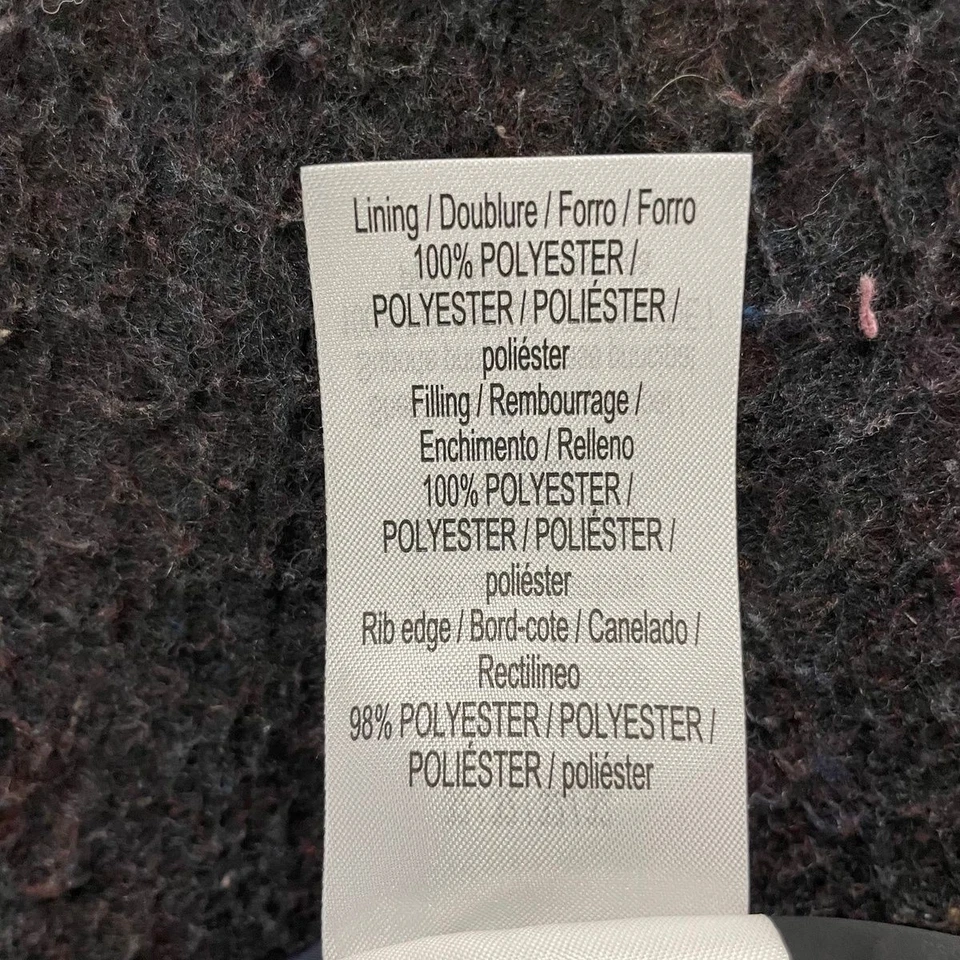 Lining / Doublure / Forro / Forro
100% POLYESTER /
POLYESTER / POLIÉSTER /
poliéster
Filling / Rembourrage /
Enchimento / Relleno
100% POLYESTER /
POLYESTER / POLIÉSTER /
poliéster
Rib edge / Bord-cote / Canelado /
Rectilineo
98% POLYESTER / POLYESTER /
POLIÉSTER / poliéster